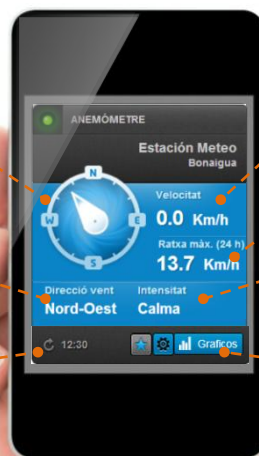 ANEMÒMETRE
Estación Meteo
Bonaigua
N
W E
S
Velocitat
0.0 Km/h
Ratxa màx. (24 h)
13.7 Km/h
Direcció vent Intensitat
Nord-Oest Calma
12:30 Graficos